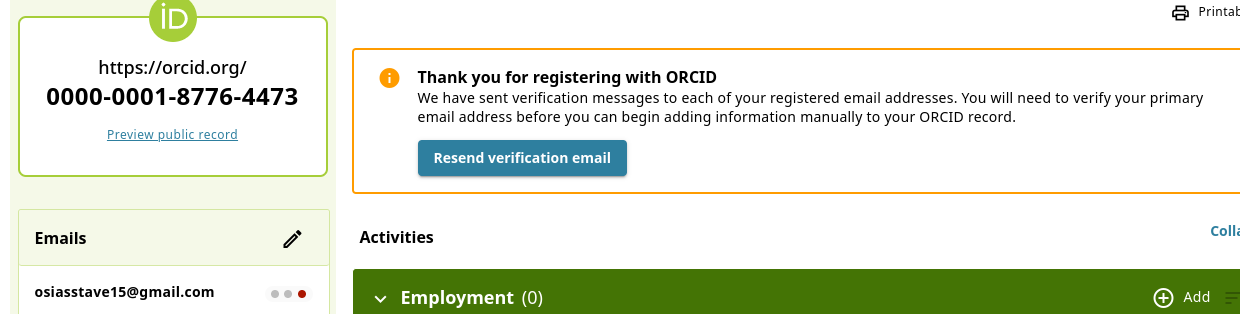 iD
Printab
https://orcid.org/
0000-0001-8776-4473
Preview public record
Thank you for registering with ORCID
We have sent verification messages to each of your registered email addresses. You will need to verify your primary
email address before you can begin adding information manually to your ORCID record.
Resend verification email
Emails
osiasstave15@gmail.com
Activities
Colla
Employment (0)
Add